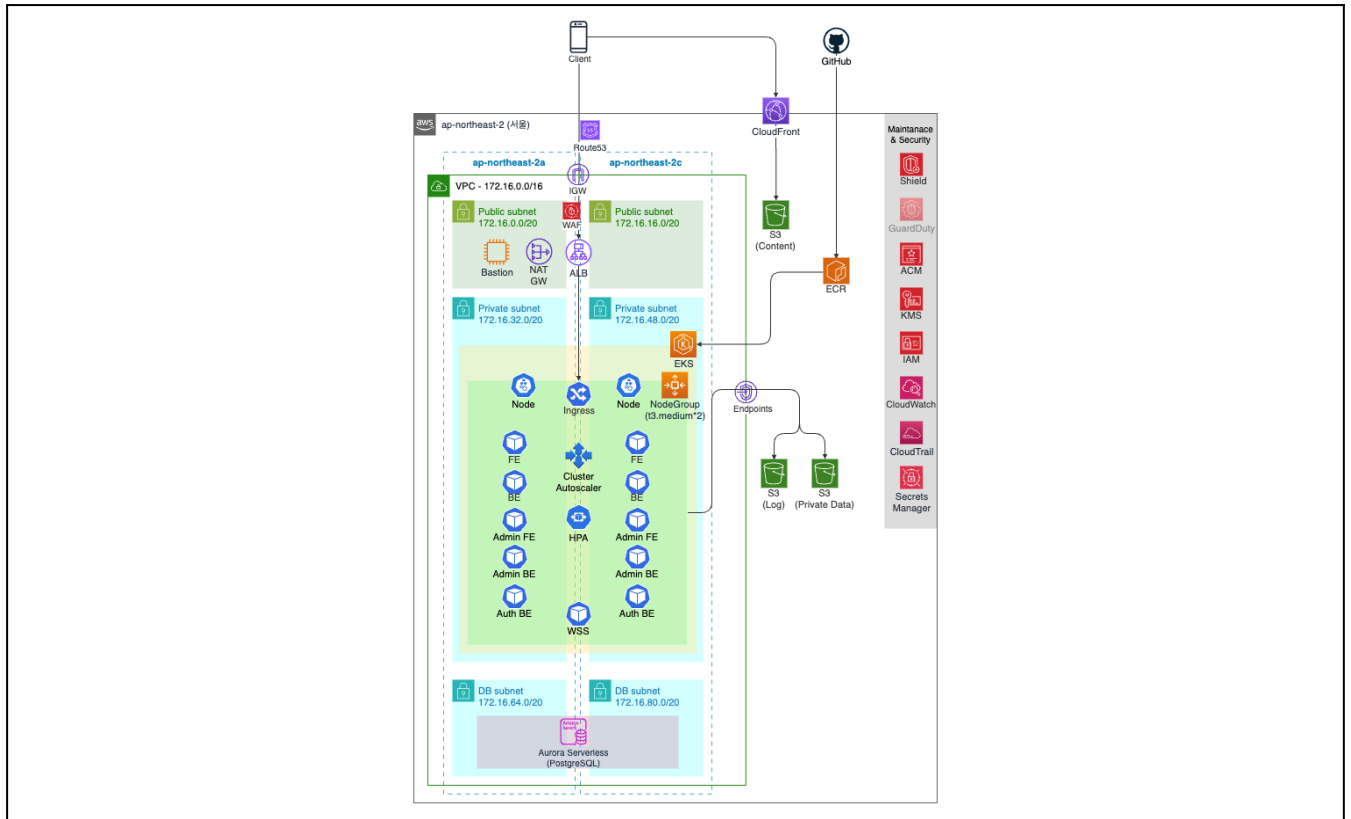 Client
GitHub
aws
ap-northeast-2 (서울)
CloudFront
Maintanace
& Security
Route53
ap-northeast-2a
ap-northeast-2c
Shield
IGW
VPC - 172.16.0.0/16
Public subnet
172.16.0.0/20
WAF
Public subnet
172.16.16.0/20
GuardDuty
S3
(Content)
Bastion
NAT
GW
ALB
ACM
ECR
Private subnet
172.16.32.0/20
Private subnet
172.16.48.0/20
KMS
EKS
IAM
Node
Ingress
Node
NodeGroup
(t3.medium*2)
Endpoints
CloudWatch
FE
FE
CloudTrail
Cluster
Autoscaler
BE
BE
S3
(Log)
S3
(Private Data)
Secrets
Manager
Admin FE
HPA
Admin FE
Admin BE
Admin BE
Auth BE
Auth BE
WSS
DB subnet
172.16.64.0/20
DB subnet
172.16.80.0/20
Aurora Serverless
(PostgreSQL)